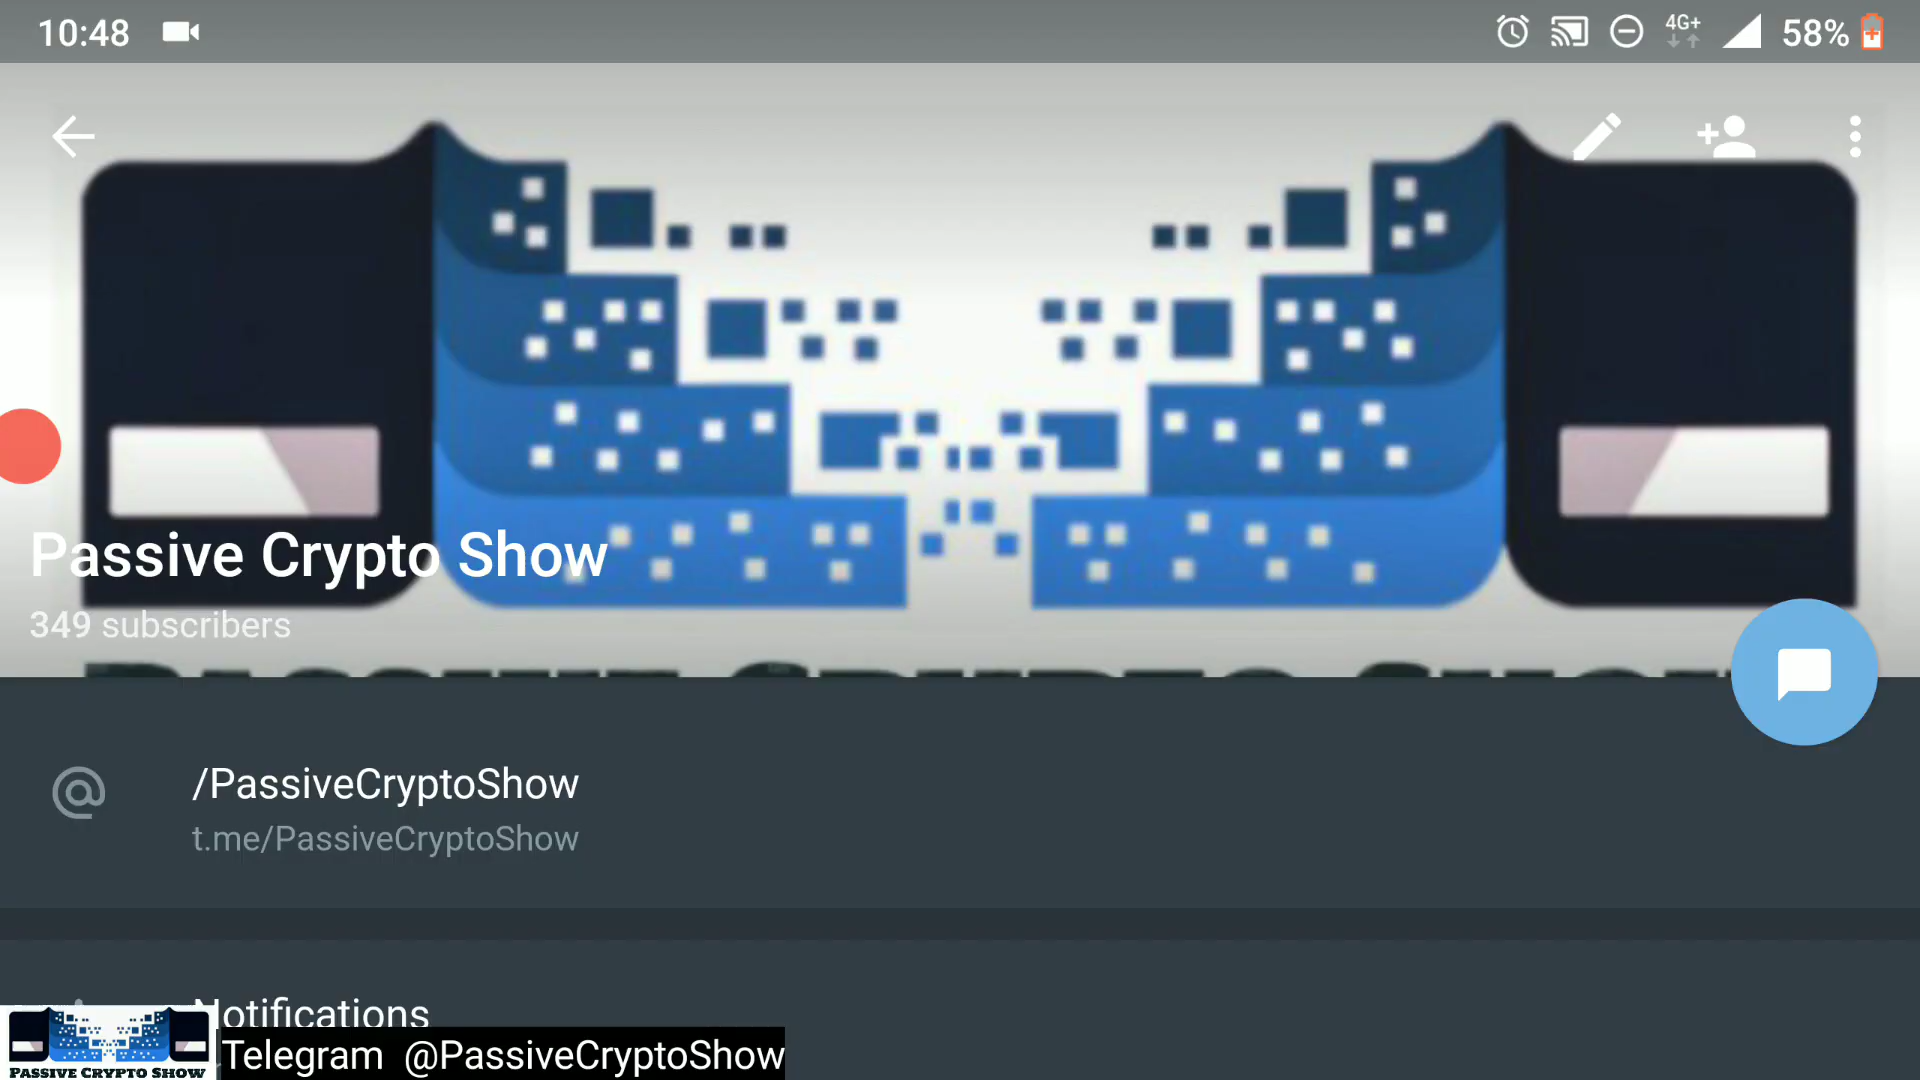 10:48
4G+
58%
Passive Crypto Show
349 subscribers
/PassiveCryptoShow
t.me/PassiveCryptoShow
Notifications
Telegram @PassiveCryptoShow
PASSIVE CRYPTO SHOW